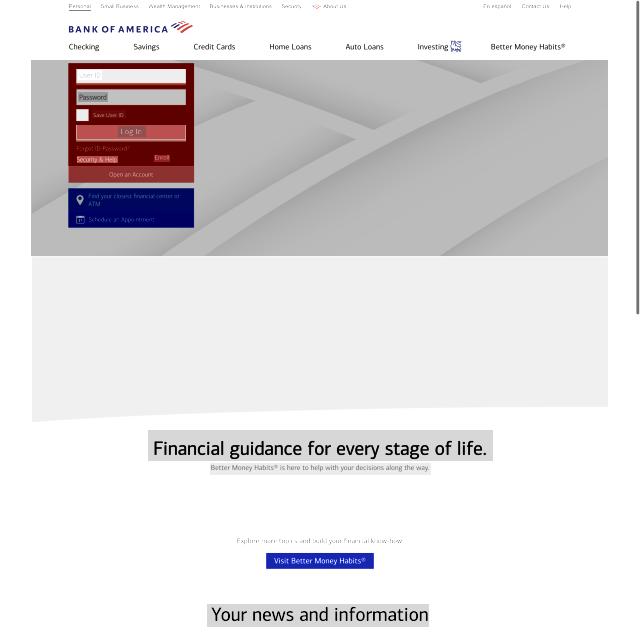 Personal Small Business Wealth Management Businesses & Institutions Security About Us En español Contact Us Help
BANK OF AMERICA
Checking Savings Credit Cards Home Loans Auto Loans Investing Better Money Habits®
User ID
Password
Save User ID
Log In
Forgot ID/Password?
Security & Help Enroll
Open an Account
Find your closest financial center or
ATM
Schedule an Appointment
Financial guidance for every stage of life.
Better Money Habits® is here to help with your decisions along the way.
Explore more topics and build your financial know-how
Visit Better Money Habits®
Your news and information